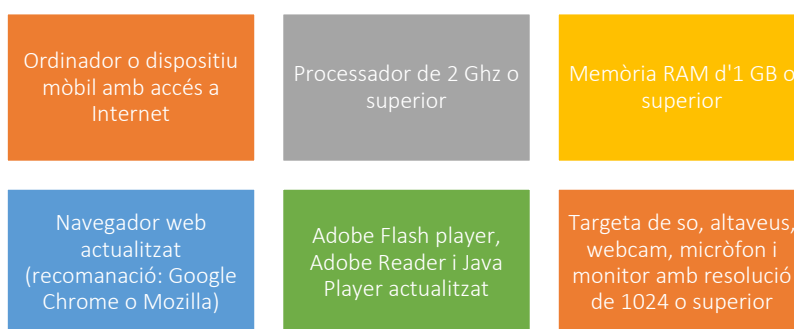 Ordinador o dispositiu
mòbil amb accés a
Internet
Processador de 2 Ghz o
superior
Memòria RAM d'1 GB o
superior
Navegador web
actualitzat
(recomanació: Google
Chrome o Mozilla)
Adobe Flash player,
Adobe Reader i Java
Player actualitzat
Targeta de so, altaveus,
webcam, micròfon i
monitor amb resolució
de 1024 o superior